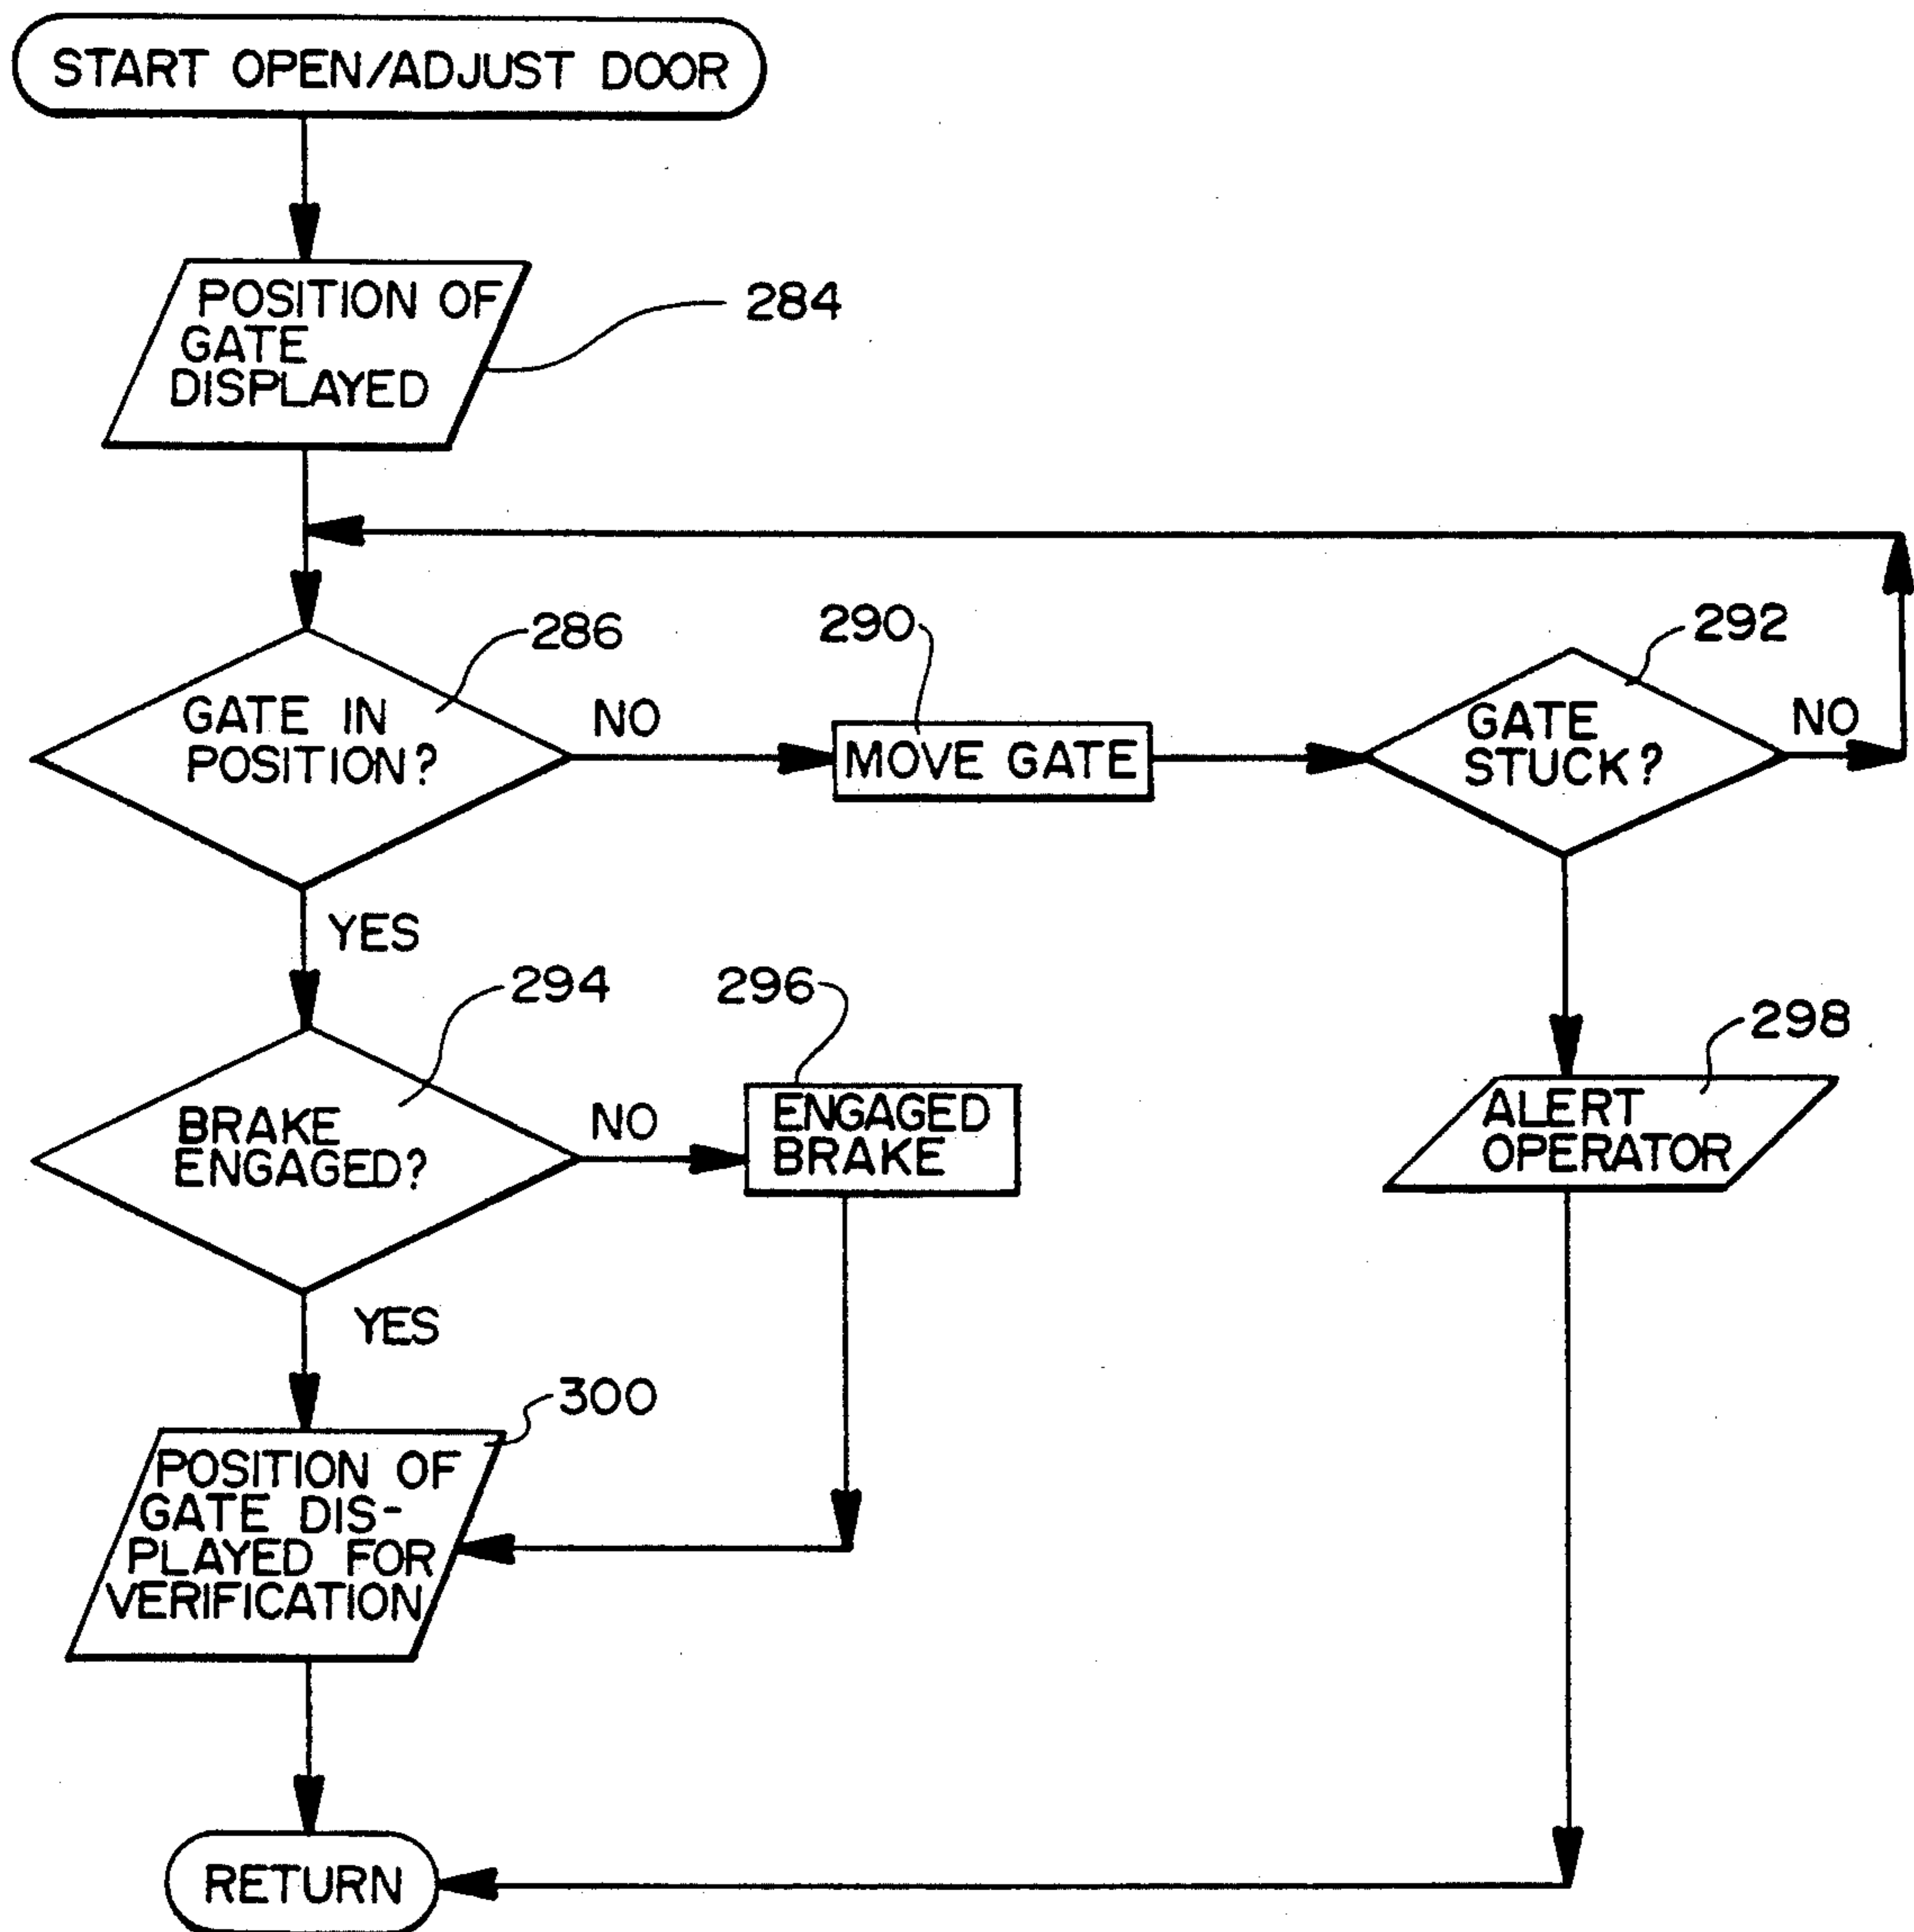 START OPEN/ADJUST DOOR
POSITION OF
GATE
DISPLAYED
284
286
290
292
GATE IN
POSITION?
NO
MOVE GATE
GATE
STUCK?
NO
YES
294
296
298
BRAKE
ENGAGED?
NO
ENGAGED
BRAKE
ALERT
OPERATOR
YES
300
POSITION OF
GATE DIS-
PLAYED FOR
VERIFICATION
RETURN